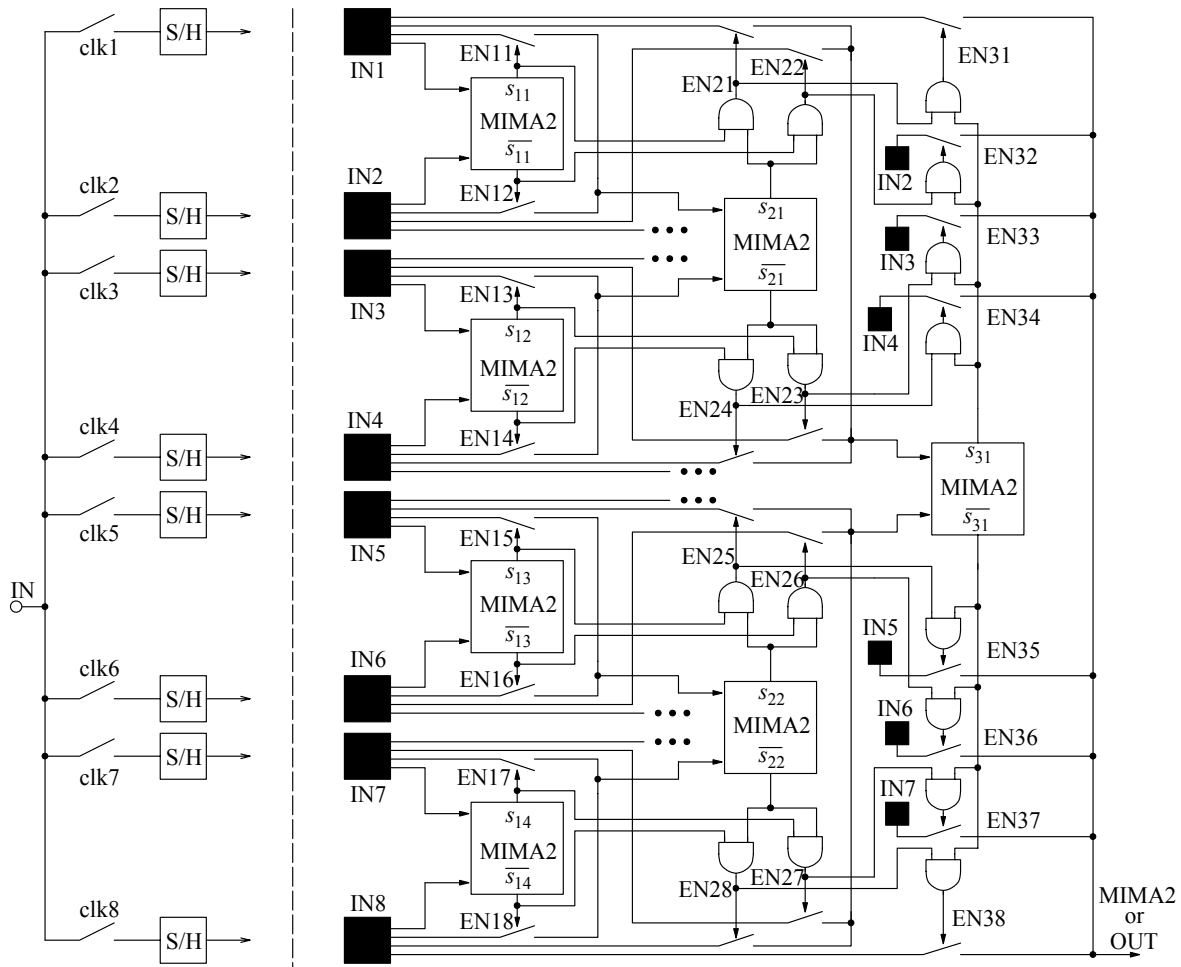 clk1
S/H
clk2
S/H
clk3
S/H
clk4
S/H
clk5
S/H
IN
clk6
S/H
clk7
S/H
clk8
S/H
IN1
EN11
s11
MIMA2
s11
IN2
EN12
IN3
EN13
s12
MIMA2
s12
IN4
EN14
IN5
EN15
s13
MIMA2
s13
IN6
EN16
IN7
EN17
s14
MIMA2
s14
IN8
EN18
EN21
EN22
s21
MIMA2
s21
EN24
EN23
EN25
EN26
s22
MIMA2
s22
EN28
EN27
EN31
EN32
IN2
EN33
IN3
EN34
IN4
s31
MIMA2
s31
IN5
EN35
IN6
EN36
IN7
EN37
EN38
MIMA2
or
OUT